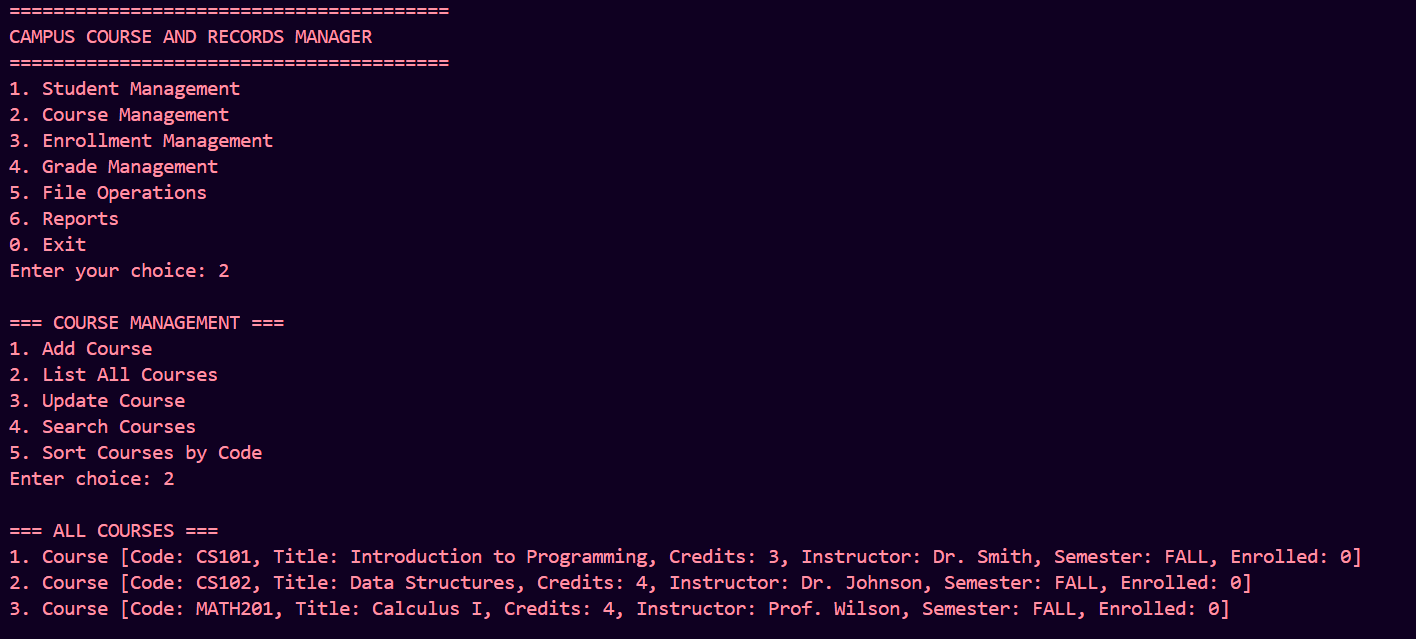 ========================================
CAMPUS COURSE AND RECORDS MANAGER
========================================
1. Student Management
2. Course Management
3. Enrollment Management
4. Grade Management
5. File Operations
6. Reports
0. Exit
Enter your choice: 2

=== COURSE MANAGEMENT ===
1. Add Course
2. List All Courses
3. Update Course
4. Search Courses
5. Sort Courses by Code
Enter choice: 2

=== ALL COURSES ===
1. Course [Code: CS101, Title: Introduction to Programming, Credits: 3, Instructor: Dr. Smith, Semester: FALL, Enrolled: 0]
2. Course [Code: CS102, Title: Data Structures, Credits: 4, Instructor: Dr. Johnson, Semester: FALL, Enrolled: 0]
3. Course [Code: MATH201, Title: Calculus I, Credits: 4, Instructor: Prof. Wilson, Semester: FALL, Enrolled: 0]